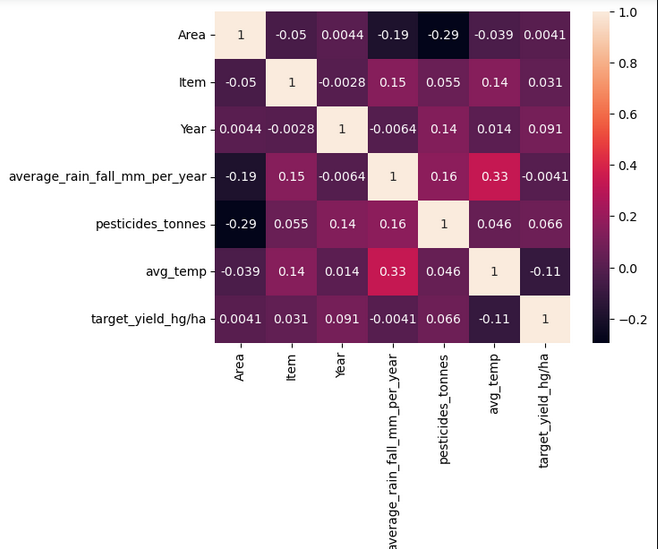 Area 1 -0.05 0.0044 -0.19 -0.29 -0.039 0.0041
Item -0.05 1 -0.0028 0.15 0.055 0.14 0.031
Year 0.0044 -0.0028 1 -0.0064 0.14 0.014 0.091
average_rain_fall_mm_per_year -0.19 0.15 -0.0064 1 0.16 0.33 -0.0041
pesticides_tonnes -0.29 0.055 0.14 0.16 1 0.046 0.066
avg_temp -0.039 0.14 0.014 0.33 0.046 1 -0.11
target_yield_hg/ha 0.0041 0.031 0.091 -0.0041 0.066 -0.11 1
Area
Item
Year
average_rain_fall_mm_per_year
pesticides_tonnes
avg_temp
target_yield_hg/ha
1.0
0.8
0.6
0.4
0.2
0.0
−0.2